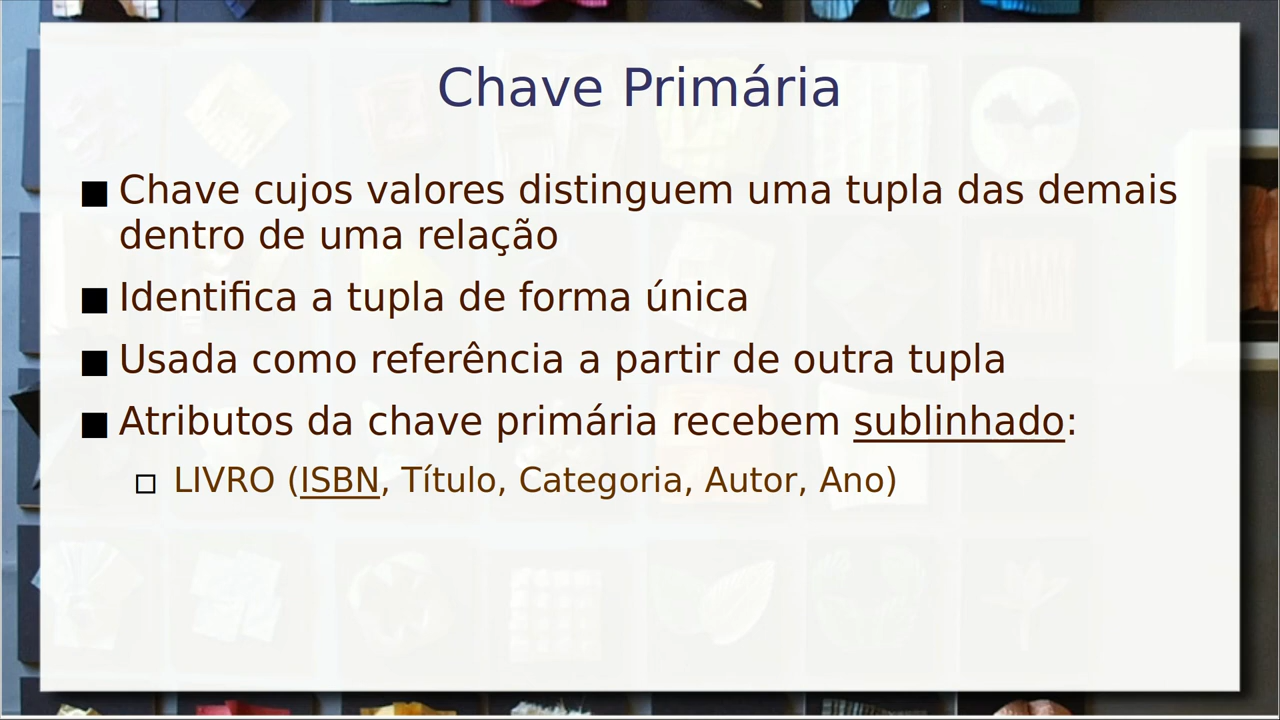 Chave Primária
■ Chave cujos valores distinguem uma tupla das demais
dentro de uma relação
■ Identifica a tupla de forma única
■ Usada como referência a partir de outra tupla
■ Atributos da chave primária recebem sublinhado:
□ LIVRO (ISBN, Título, Categoria, Autor, Ano)